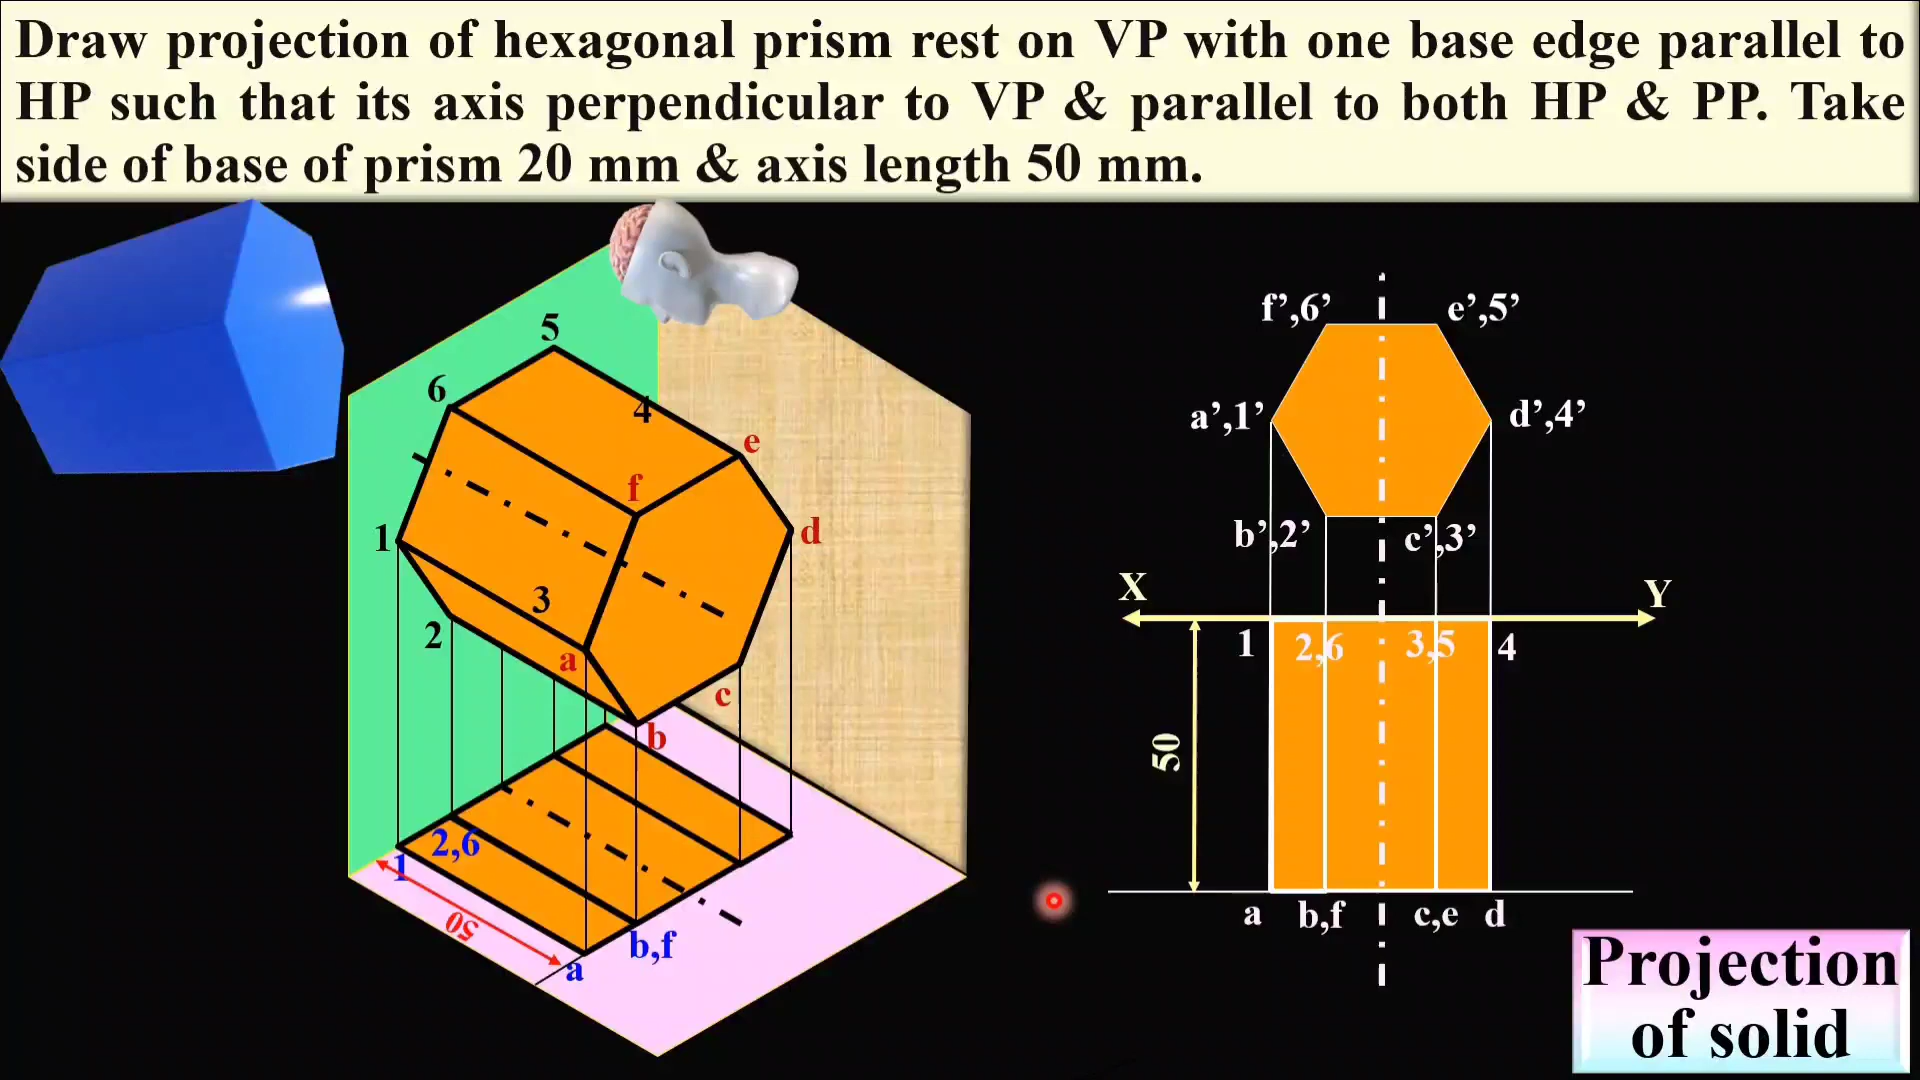 Draw projection of hexagonal prism rest on VP with one base edge parallel to
HP such that its axis perpendicular to VP & parallel to both HP & PP. Take
side of base of prism 20 mm & axis length 50 mm.
5
6
4
e
f
1
d
3
2
a
c
b
2,6
1
50
b,f
a
f’,6’
e’,5’
a’,1’
d’,4’
b’,2’
c’,3’
X
Y
1
2,6
3,5
4
50
a
b,f
c,e
d
Projection
of solid